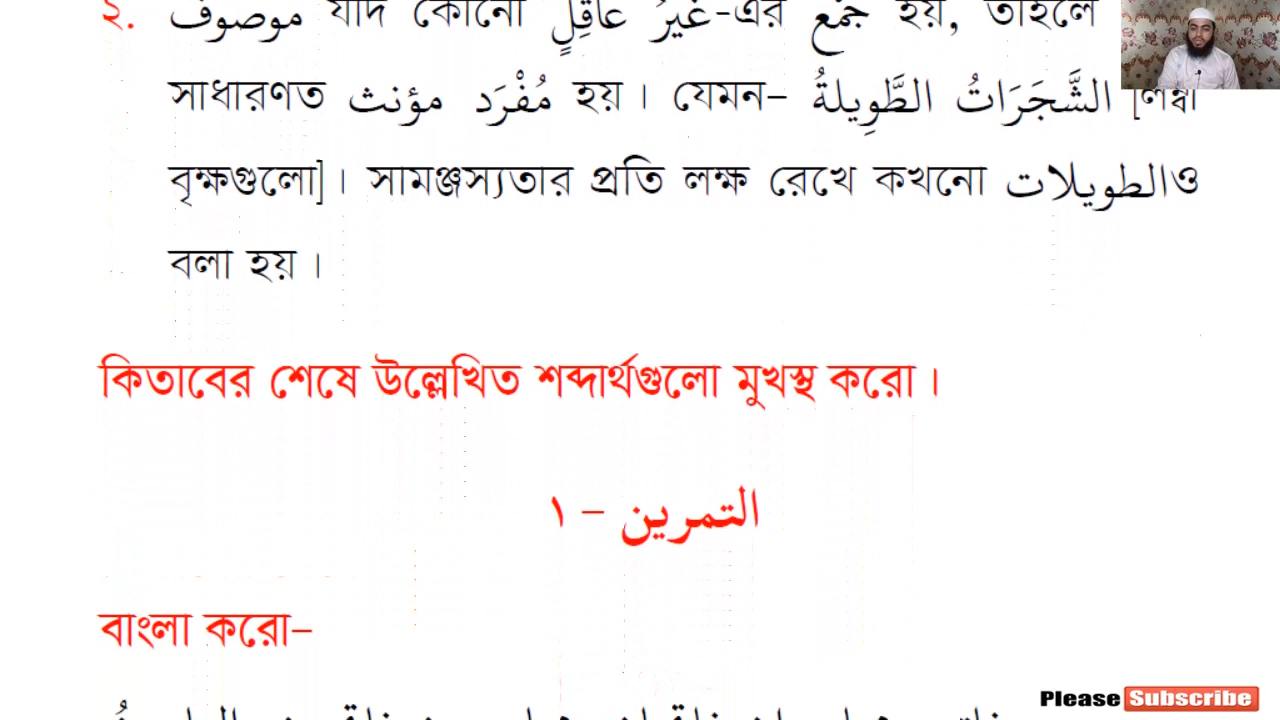 ২. موصوف যদি কোনো غَيْرُ عَاقِلٍ-এর جَمْع হয়, তাহলে
সাধারণত مُفْرَد مؤنث হয়। যেমন– الشَّجَرَاتُ الطَّوِيلةُ [লম্বা
বৃক্ষগুলো]। সামঞ্জস্যতার প্রতি লক্ষ রেখে কখনো الطويلاتও
বলা হয়।
কিতাবের শেষে উল্লেখিত শব্দার্থগুলো মুখস্থ করো।
التمرين – ١
বাংলা করো–
Please Subscribe